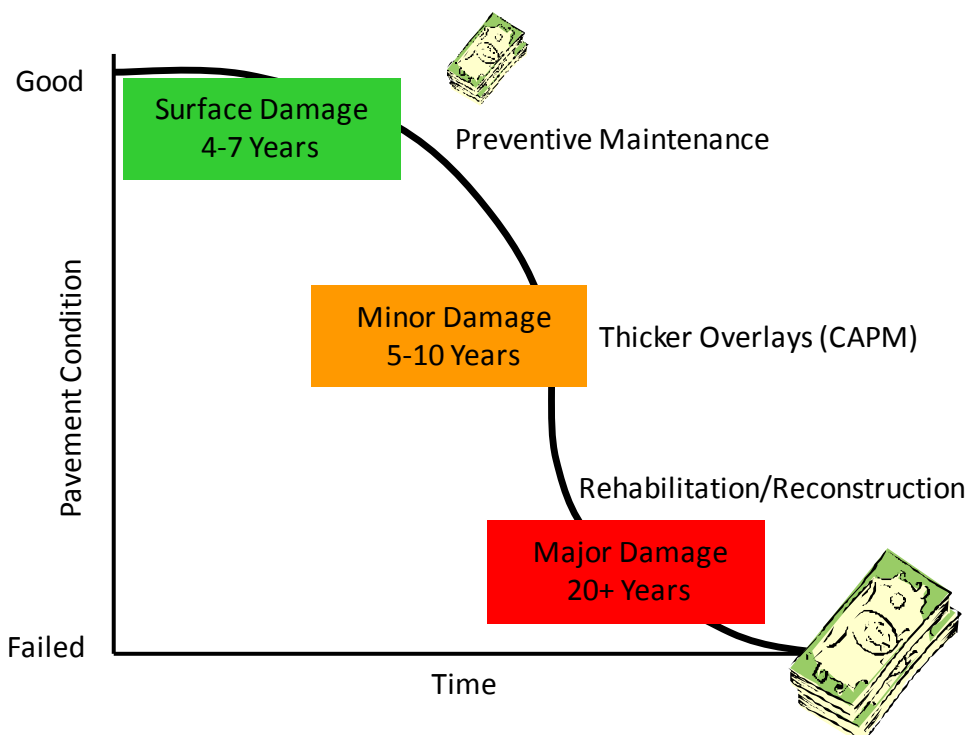 Good
Surface Damage
4-7 Years
Preventive Maintenance
Pavement Condition
Minor Damage
5-10 Years
Thicker Overlays (CAPM)
Rehabilitation/Reconstruction
Major Damage
20+ Years
Failed
Time